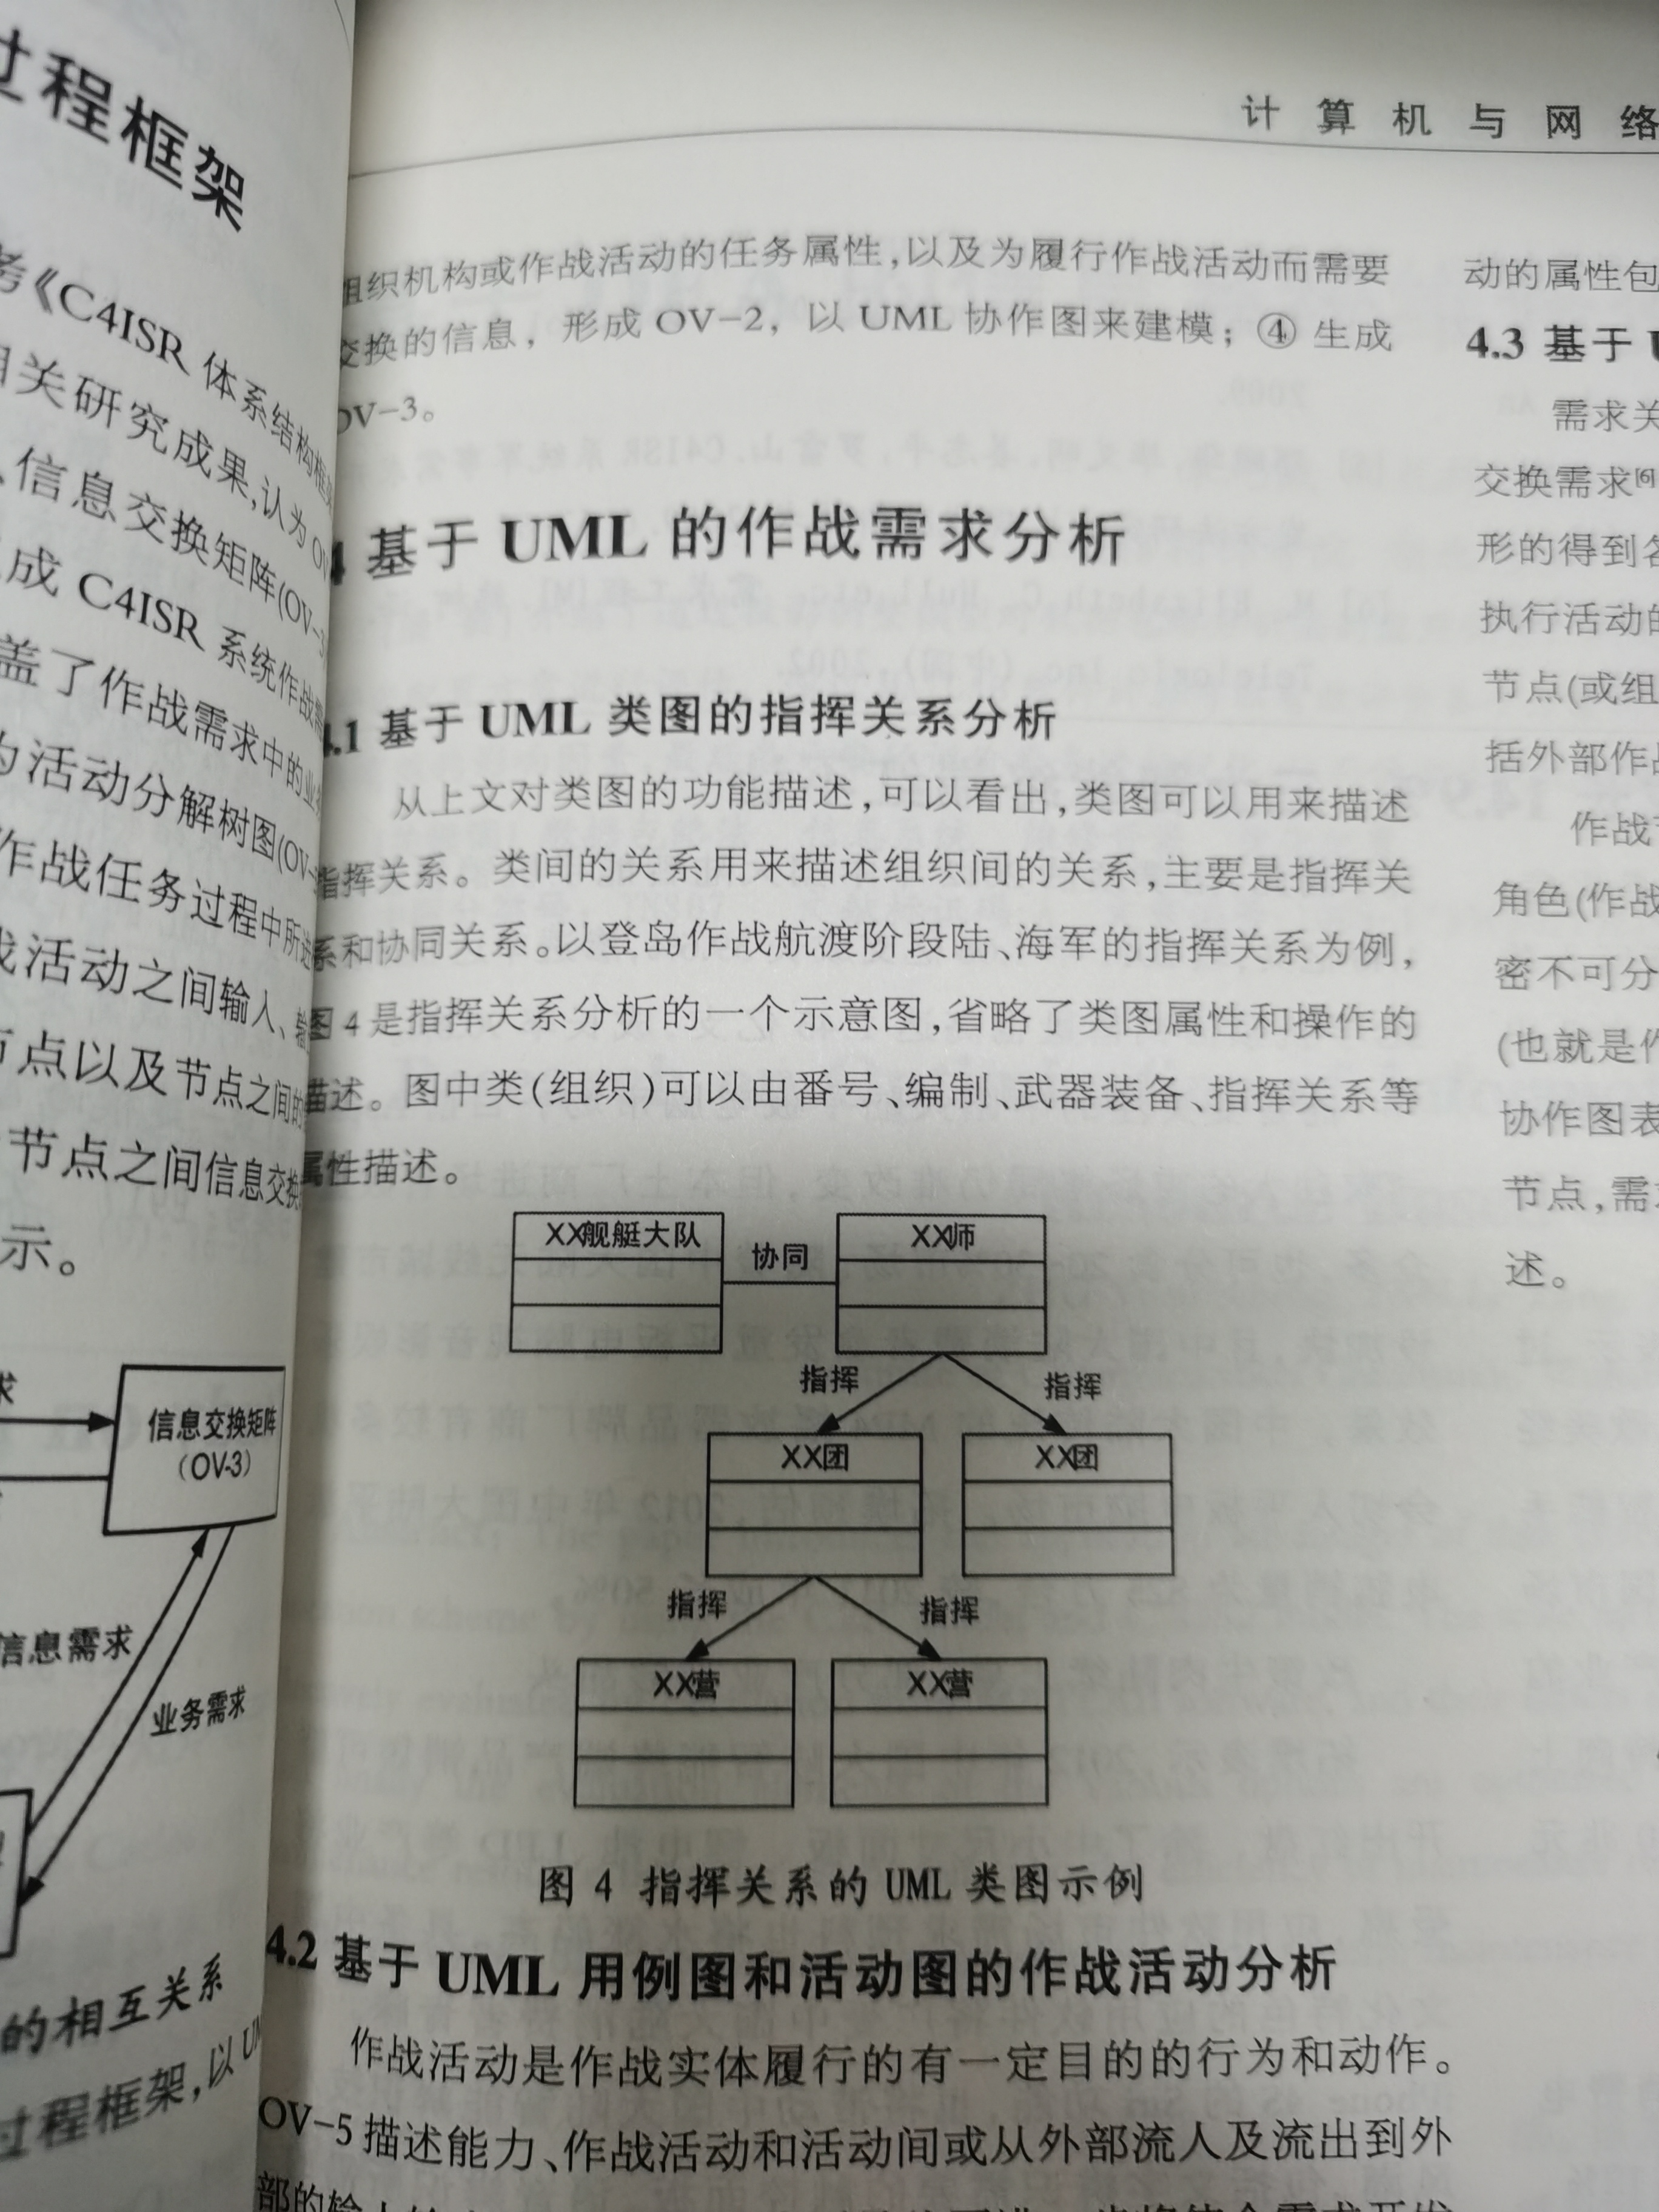 过程框架
考《C4ISR 体系结构框架
相关研究成果,认为 OV
信息交换矩阵(OV-3
成 C4ISR 系统作战需
盖了作战需求中的业务
为活动分解树图(OV-
作战任务过程中所进
活动之间输入、输
节点以及节点之间的
节点之间信息交换
示。
求
信息交换矩阵
(OV-3)
信息需求
业务需求
的相互关系
过程框架,以 UM
计算机与网络
组织机构或作战活动的任务属性,以及为履行作战活动而需要
交换的信息，形成 OV-2，以 UML 协作图来建模；④ 生成
OV-3。
4 基于 UML 的作战需求分析
4.1 基于 UML 类图的指挥关系分析
从上文对类图的功能描述,可以看出,类图可以用来描述
指挥关系。类间的关系用来描述组织间的关系,主要是指挥关
系和协同关系。以登岛作战航渡阶段陆、海军的指挥关系为例,
图 4 是指挥关系分析的一个示意图,省略了类图属性和操作的
描述。图中类(组织)可以由番号、编制、武器装备、指挥关系等
属性描述。
XX舰艇大队
协同
XX师
指挥
指挥
XX团
XX团
指挥
指挥
XX营
XX营
图 4 指挥关系的 UML 类图示例
4.2 基于 UML 用例图和活动图的作战活动分析
作战活动是作战实体履行的有一定目的的行为和动作。
OV-5 描述能力、作战活动和活动间或从外部流人及流出到外
部的输
动的属性包
4.3 基于 U
需求关
交换需求[6]
形的得到各
执行活动的
节点(或组
括外部作战
作战节
角色(作战
密不可分
(也就是作
协作图表
节点,需求
述。